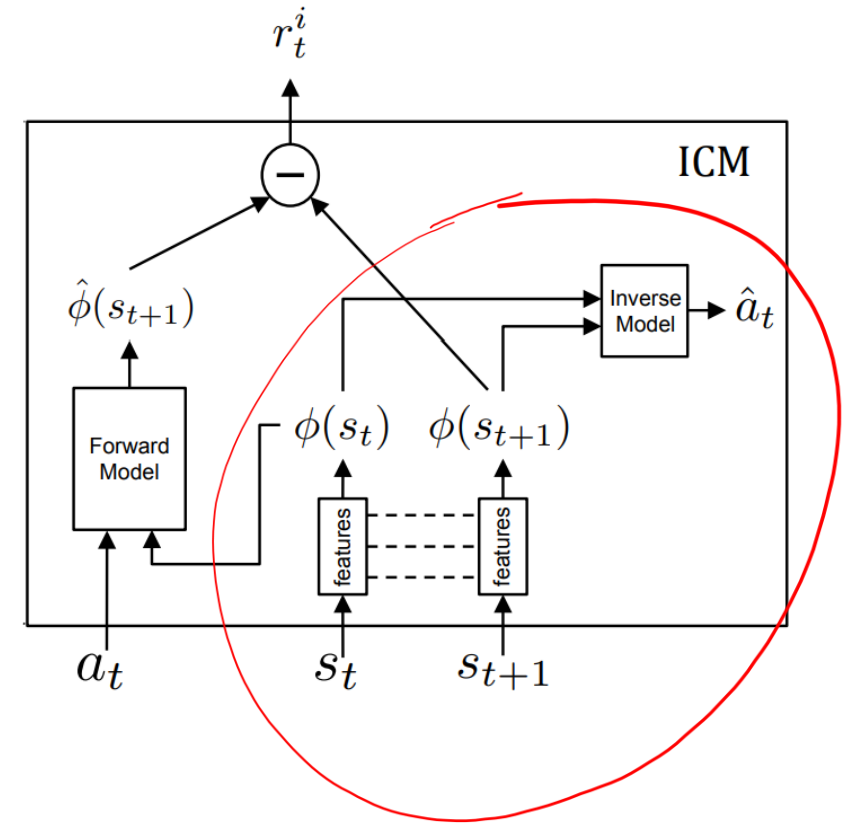 r_t^i
ICM
−
ϕ̂(s_{t+1})
Inverse
Model
â_t
ϕ(s_t)
ϕ(s_{t+1})
Forward
Model
features
features
a_t
s_t
s_{t+1}